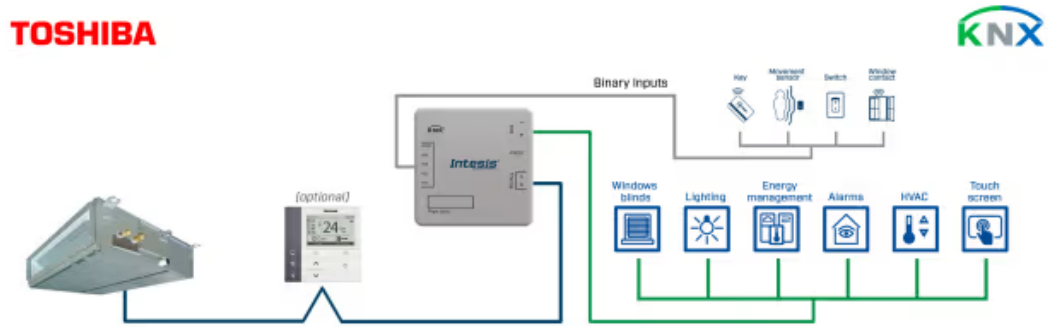 TOSHIBA
KNX
Binary Inputs
Key
Movement
sensor
Switch
Window
contact
KNX
Intesis
(optional)
24
Windows
blinds
Lighting
Energy
management
Alarms
HVAC
Touch
screen